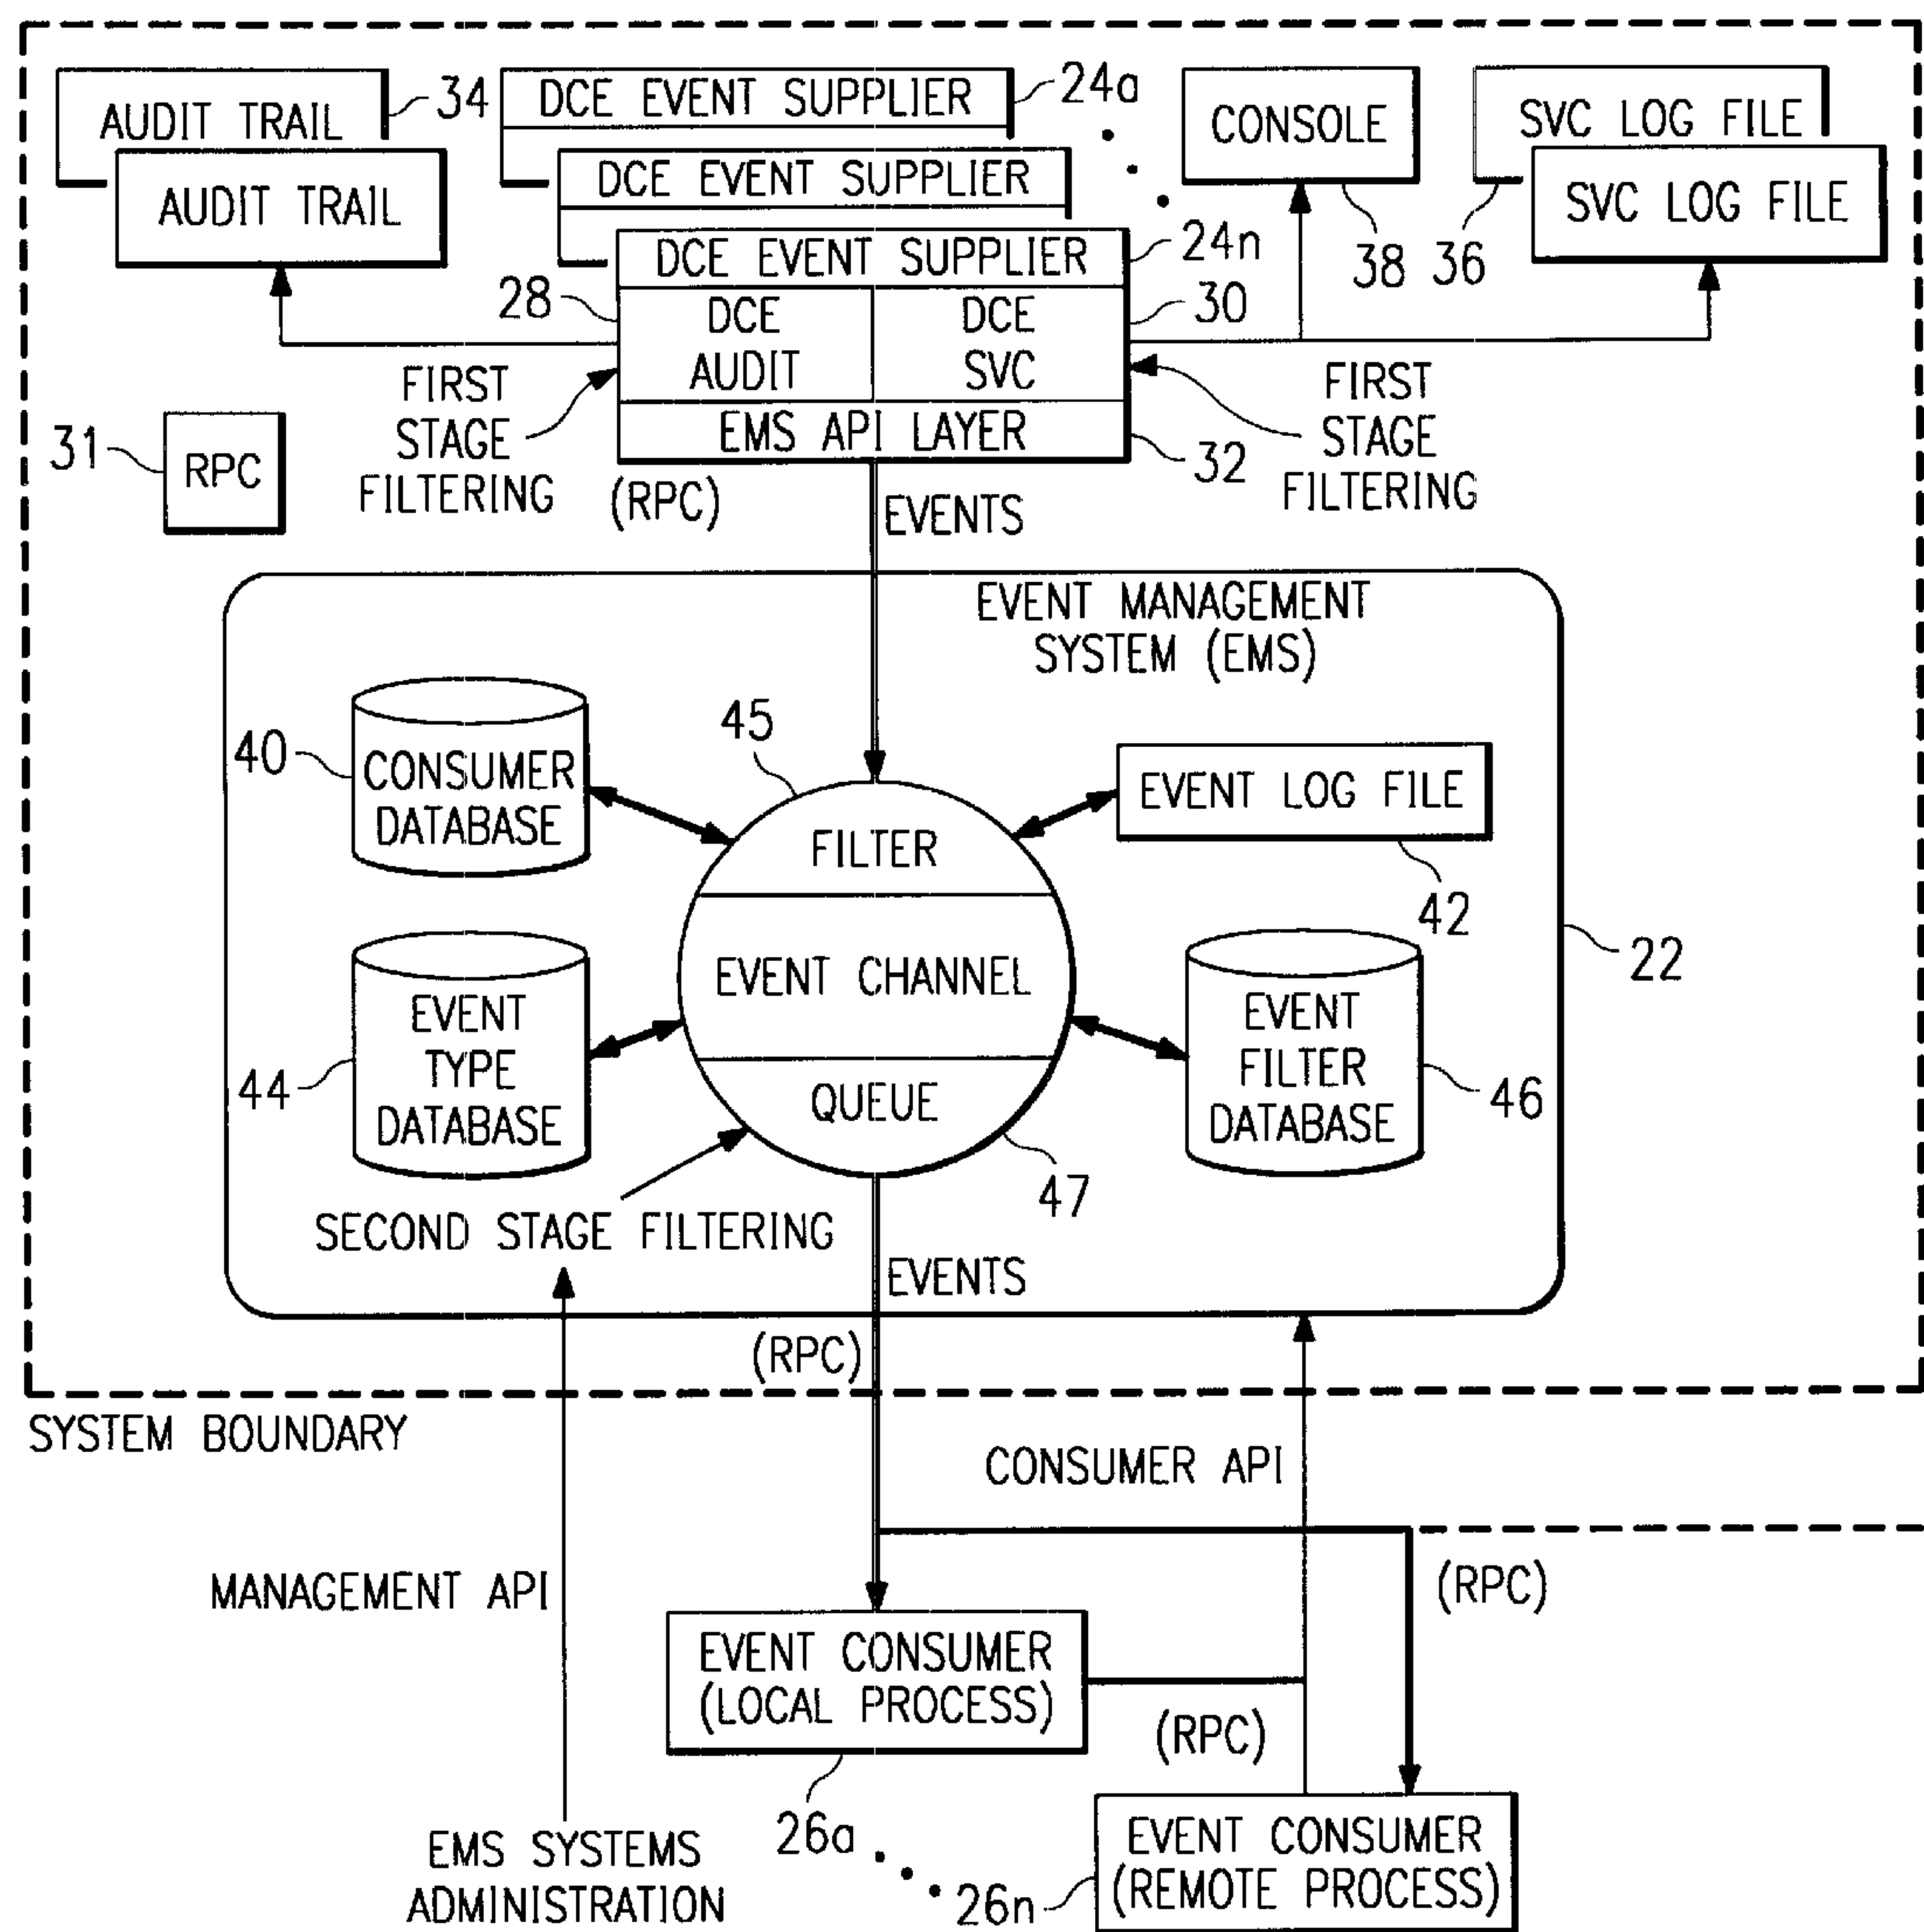 AUDIT TRAIL
34
AUDIT TRAIL
DCE EVENT SUPPLIER
24a
DCE EVENT SUPPLIER
DCE EVENT SUPPLIER
24n
CONSOLE
38
SVC LOG FILE
36
SVC LOG FILE
28
DCE
AUDIT
DCE
SVC
30
EMS API LAYER
32
FIRST
STAGE
FILTERING
FIRST
STAGE
FILTERING
31
RPC
(RPC)
EVENTS
EVENT MANAGEMENT
SYSTEM (EMS)
40
CONSUMER
DATABASE
45
FILTER
EVENT CHANNEL
QUEUE
47
EVENT LOG FILE
42
22
44
EVENT
TYPE
DATABASE
EVENT
FILTER
DATABASE
46
SECOND STAGE FILTERING
EVENTS
(RPC)
SYSTEM BOUNDARY
CONSUMER API
MANAGEMENT API
(RPC)
EVENT CONSUMER
(LOCAL PROCESS)
(RPC)
26a
EMS SYSTEMS
ADMINISTRATION
26n
EVENT CONSUMER
(REMOTE PROCESS)